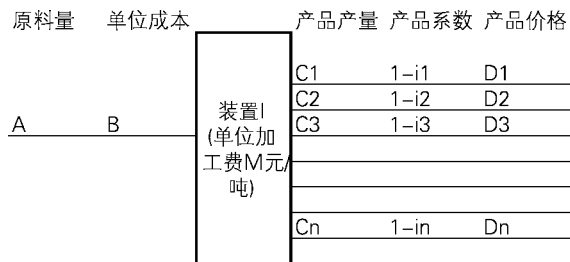 原料量 单位成本 产品产量 产品系数 产品价格
C1 1-i1 D1
C2 1-i2 D2
A B C3 1-i3 D3
装置I
(单位加
工费M元/
吨)
Cn 1-in Dn